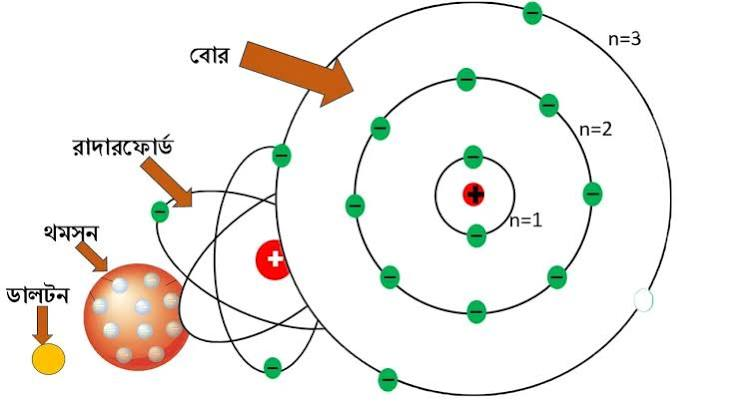 বোর
n=3
n=2
রাদারফোর্ড
n=1
থমসন
ডালটন